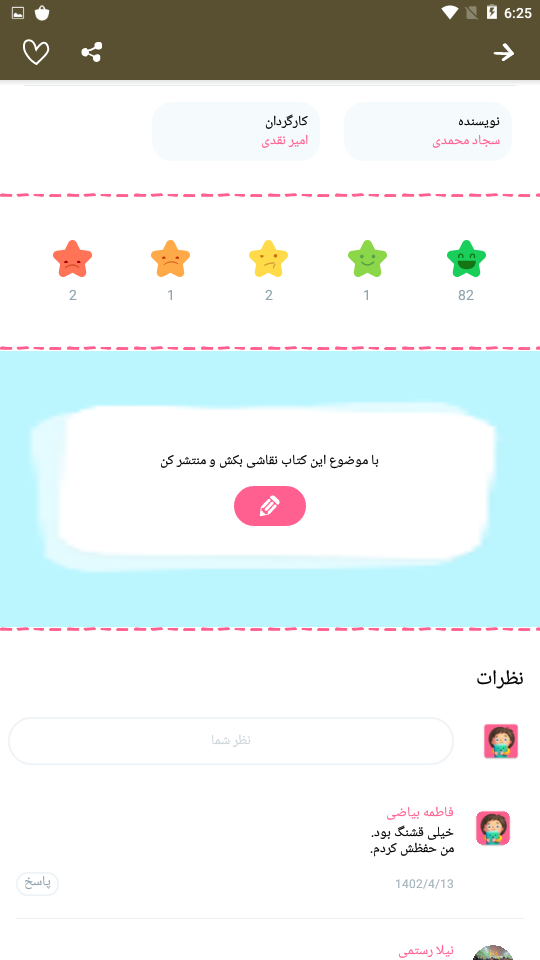 6:25
نویسنده
سجاد محمدی
کارگردان
امیر نقدی
82
1
2
1
2
با موضوع این کتاب نقاشی بکش و منتشر کن
نظرات
نظر شما
فاطمه بیاضی
خیلی قشنگ بود.
من حفظش کردم.
1402/4/13
پاسخ
نیلا رستمی